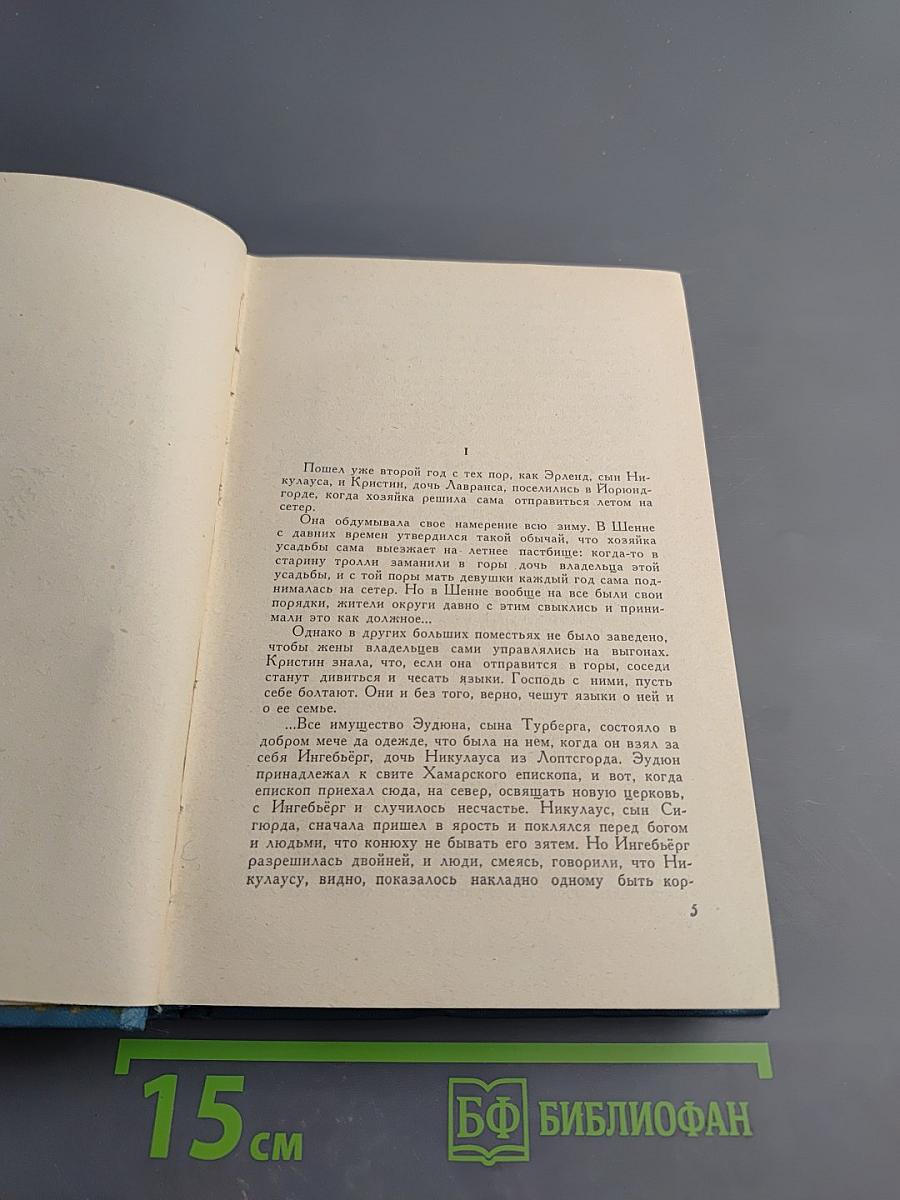 I
Пошел уже второй год с тех пор, как Эрленд, сын Ни-
кулауса, и Кристин, дочь Лавранса, поселились в Йорюнд-
горде, когда хозяйка решила сама отправиться летом на
сетер.
Она обдумывала свое намерение всю зиму. В Шенне
с давних времен утвердился такой обычай, что хозяйка
усадьбы сама выезжает на летнее пастбище: когда-то в
старину тролли заманили в горы дочь владельца этой
усадьбы, и с той поры мать девушки каждый год сама под-
нималась на сетер. Но в Шенне вообще на все были свои
порядки, жители округи давно с этим свыклись и прини-
мали это как должное...
Однако в других больших поместьях не было заведено,
чтобы жены владельцев сами управлялись на выгонах.
Кристин знала, что, если она отправится в горы, соседи
станут дивиться и чесать языки. Господь с ними, пусть
себе болтают. Они и без того, верно, чешут языки о ней и
о ее семье.
...Все имущество Эудюна, сына Турберга, состояло в
добром мече да одежде, что была на нем, когда он взял за
себя Ингебьёрг, дочь Никулауса из Лоптсгорда. Эудюн
принадлежал к свите Хамарского епископа, и вот, когда
епископ приехал сюда, на север, освящать новую церковь,
с Ингебьёрг и случилось несчастье. Никулаус, сын Си-
гюрда, сначала пришел в ярость и поклялся перед богом
и людьми, что конюху не бывать его зятем. Но Ингебьёрг
разрешилась двойней, и люди, смеясь, говорили, что Ни-
кулаусу, видно, показалось накладно одному быть кор-
5
15 см
БФ БИБЛИОФАН